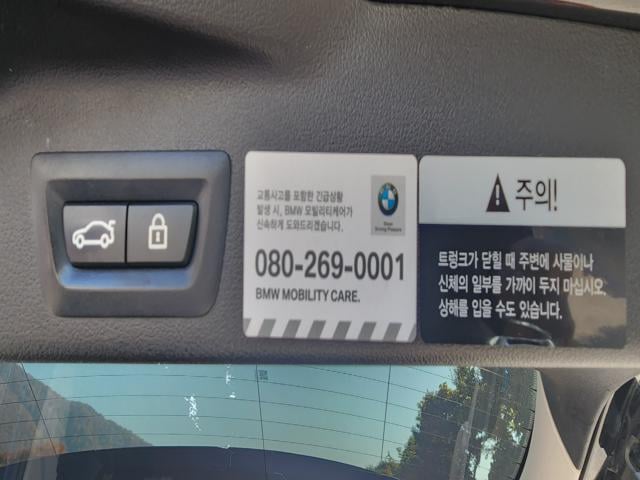 교통사고를 포함한 긴급상황
발생 시, BMW 모빌리티케어가
신속하게 도와드리겠습니다.
Sheer
Driving Pleasure
080-269-0001
BMW MOBILITY CARE.
주의!
트렁크가 닫힐 때 주변에 사물이나
신체의 일부를 가까이 두지 마십시오.
상해를 입을 수도 있습니다.